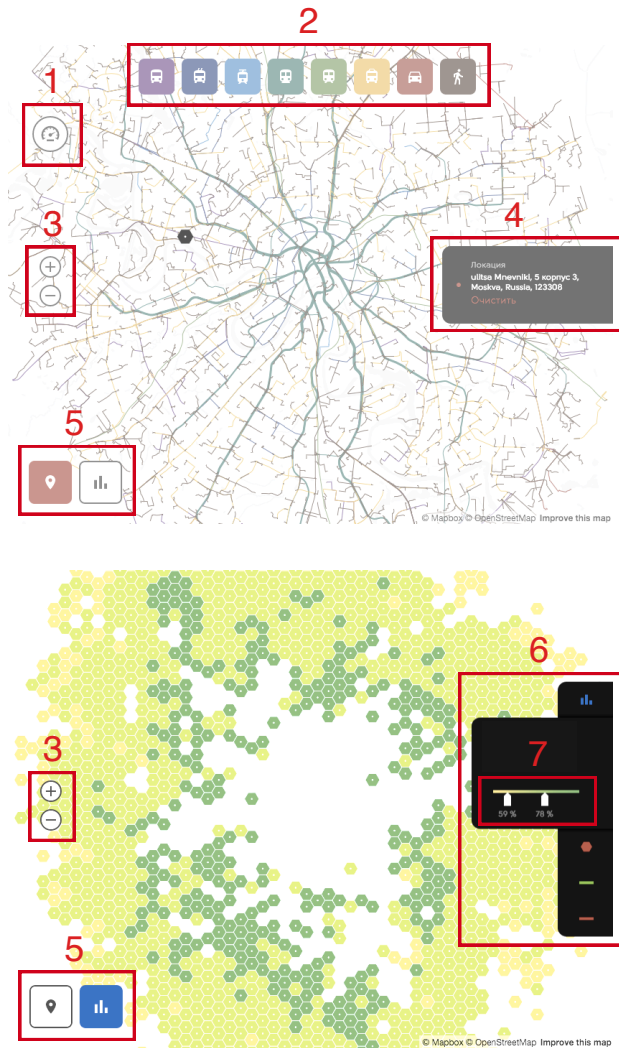 2
1
3
4
Локация
ulitsa Mnevniki, 5 корпус 3,
Moskva, Russia, 123308
Очистить
5
© Mapbox © OpenStreetMap Improve this map
6
7
3
59 % 78 %
5
© Mapbox © OpenStreetMap Improve this map